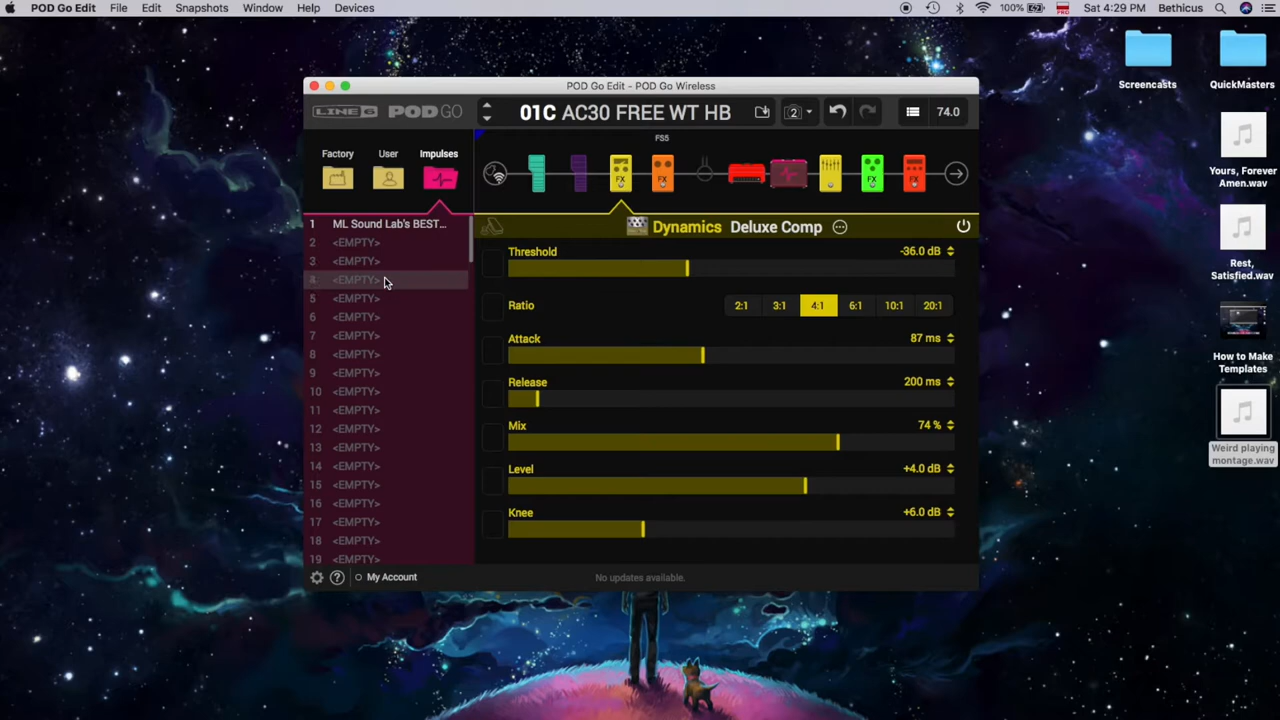 POD Go Edit File Edit Snapshots Window Help Devices 100% Sat 4:29 PM Bethicus
POD Go Edit - POD Go Wireless
LINE 6 POD GO 01C AC30 FREE WT HB 2 74.0
FS5
Factory User Impulses
FX FX FX
1 ML Sound Lab's BEST...
2 <EMPTY>
3 <EMPTY>
4 <EMPTY>
5 <EMPTY>
6 <EMPTY>
7 <EMPTY>
8 <EMPTY>
9 <EMPTY>
10 <EMPTY>
11 <EMPTY>
12 <EMPTY>
13 <EMPTY>
14 <EMPTY>
15 <EMPTY>
16 <EMPTY>
17 <EMPTY>
18 <EMPTY>
19 <EMPTY>
Dynamics Deluxe Comp
Threshold -36.0 dB
Ratio 2:1 3:1 4:1 6:1 10:1 20:1
Attack 87 ms
Release 200 ms
Mix 74 %
Level +4.0 dB
Knee +6.0 dB
My Account No updates available.
Screencasts
QuickMasters
Yours, Forever
Amen.wav
Rest,
Satisfied.wav
How to Make
Templates
Weird playing
montage.wav